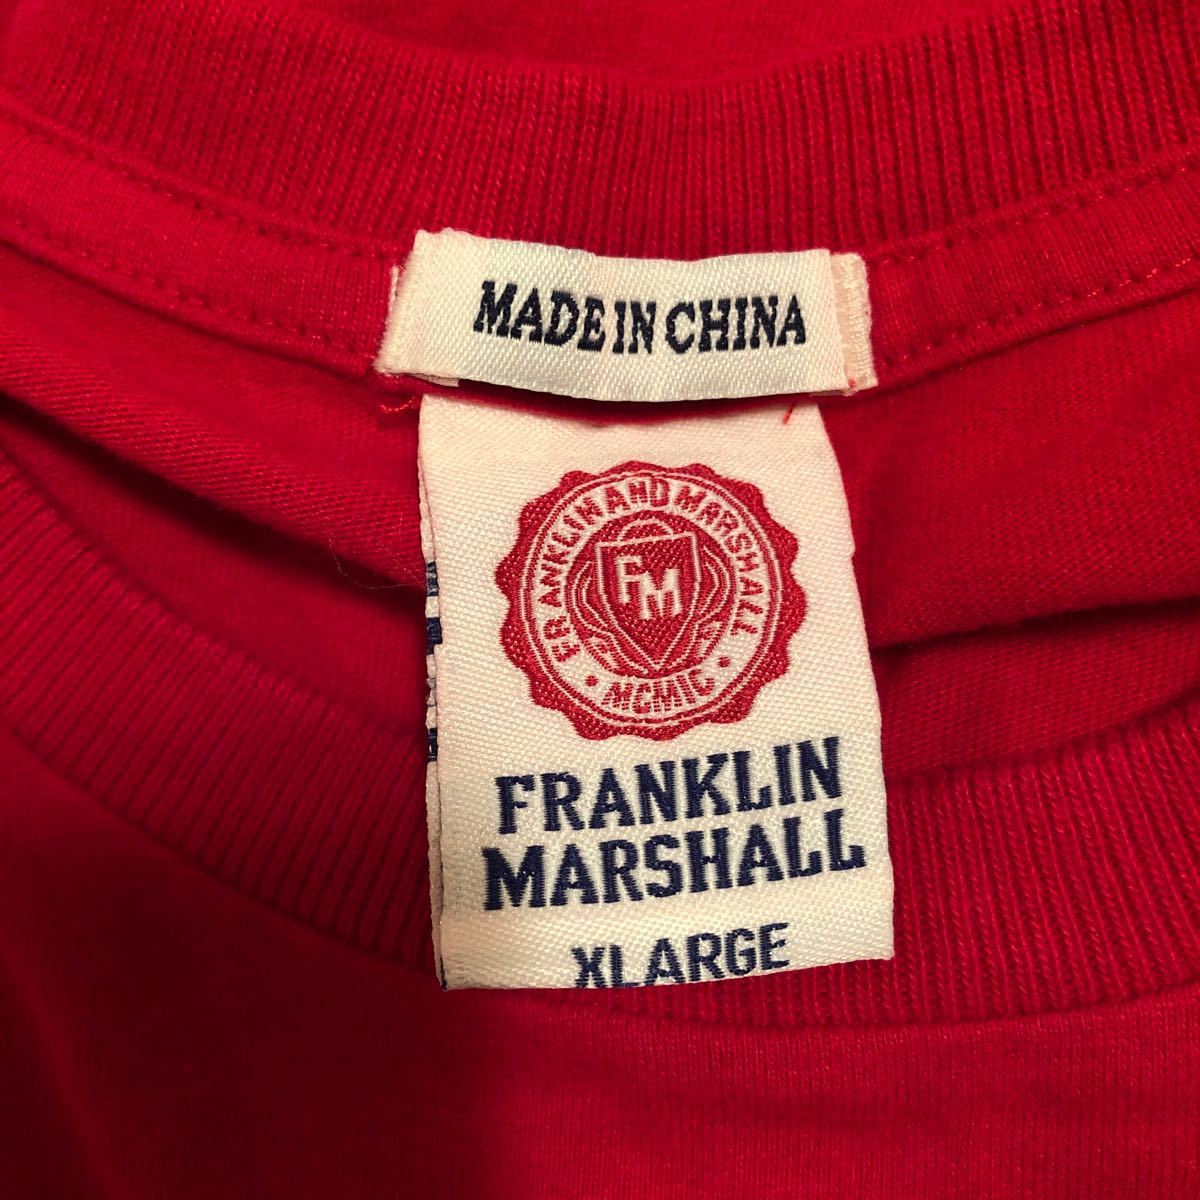 MADE IN CHINA
FRANKLIN AND MARSHALL
FM
• MCMIC •
FRANKLIN
MARSHALL
XLARGE